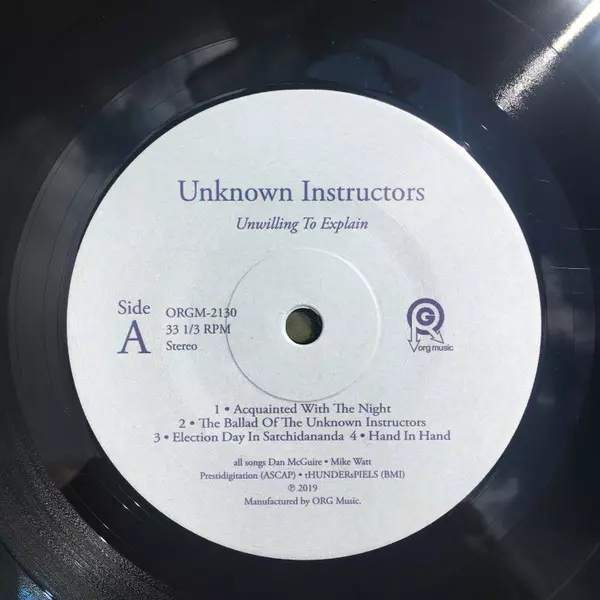 Unknown Instructors
Unwilling To Explain
Side
A
ORGM-2130
33 1/3 RPM
Stereo
GR
org music
1 • Acquainted With The Night
2 • The Ballad Of The Unknown Instructors
3 • Election Day In Satchidananda 4 • Hand In Hand
all songs Dan McGuire • Mike Watt
Prestidigitation (ASCAP) • tHUNDERsPIELS (BMI)
℗ 2019
Manufactured by ORG Music.